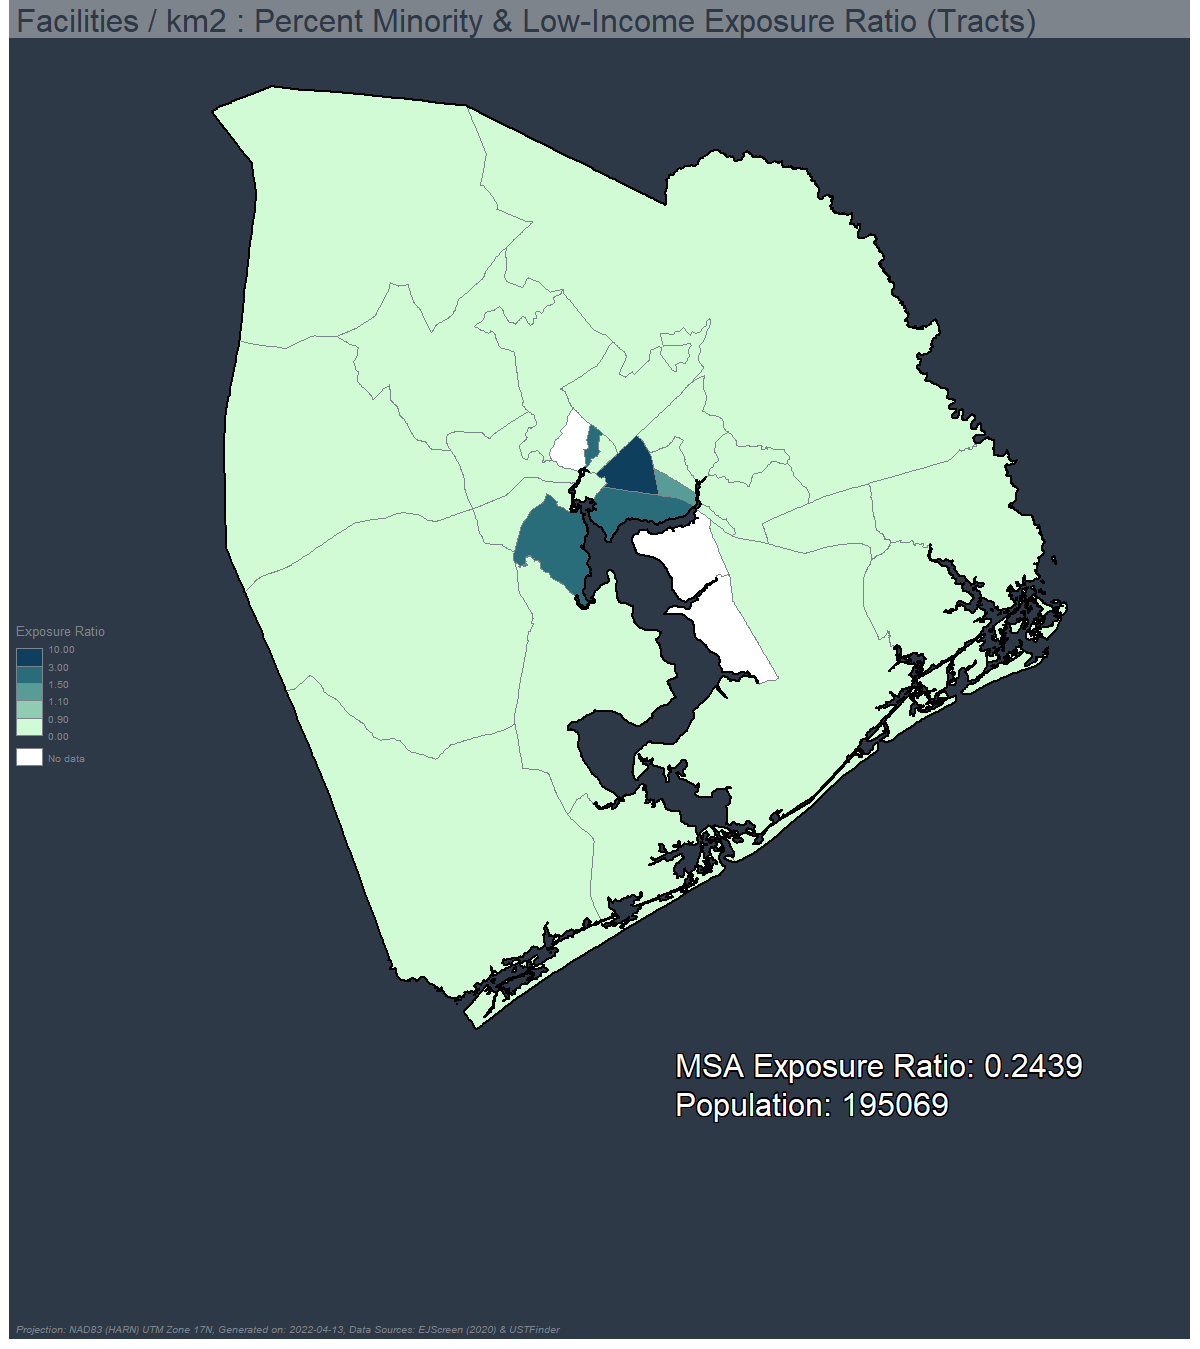 Facilities / km2 : Percent Minority & Low-Income Exposure Ratio (Tracts)
Exposure Ratio
10.00
3.00
1.50
1.10
0.90
0.00
No data
MSA Exposure Ratio: 0.2439
Population: 195069
Projection: NAD83 (HARN) UTM Zone 17N, Generated on: 2022-04-13, Data Sources: EJScreen (2020) & USTFinder